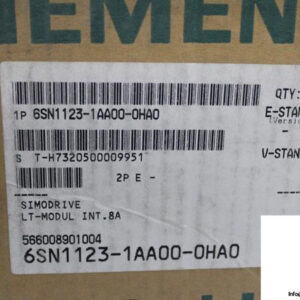 IEMEN
1P 6SN1123-1AA00-0HA0
QTY:
E-STAN
(Version
S T-H7320500009951
V-STAN
2P E -
SIMODRIVE
LT-MODUL INT.8A
566008901004
6SN1123-1AA00-0HA0